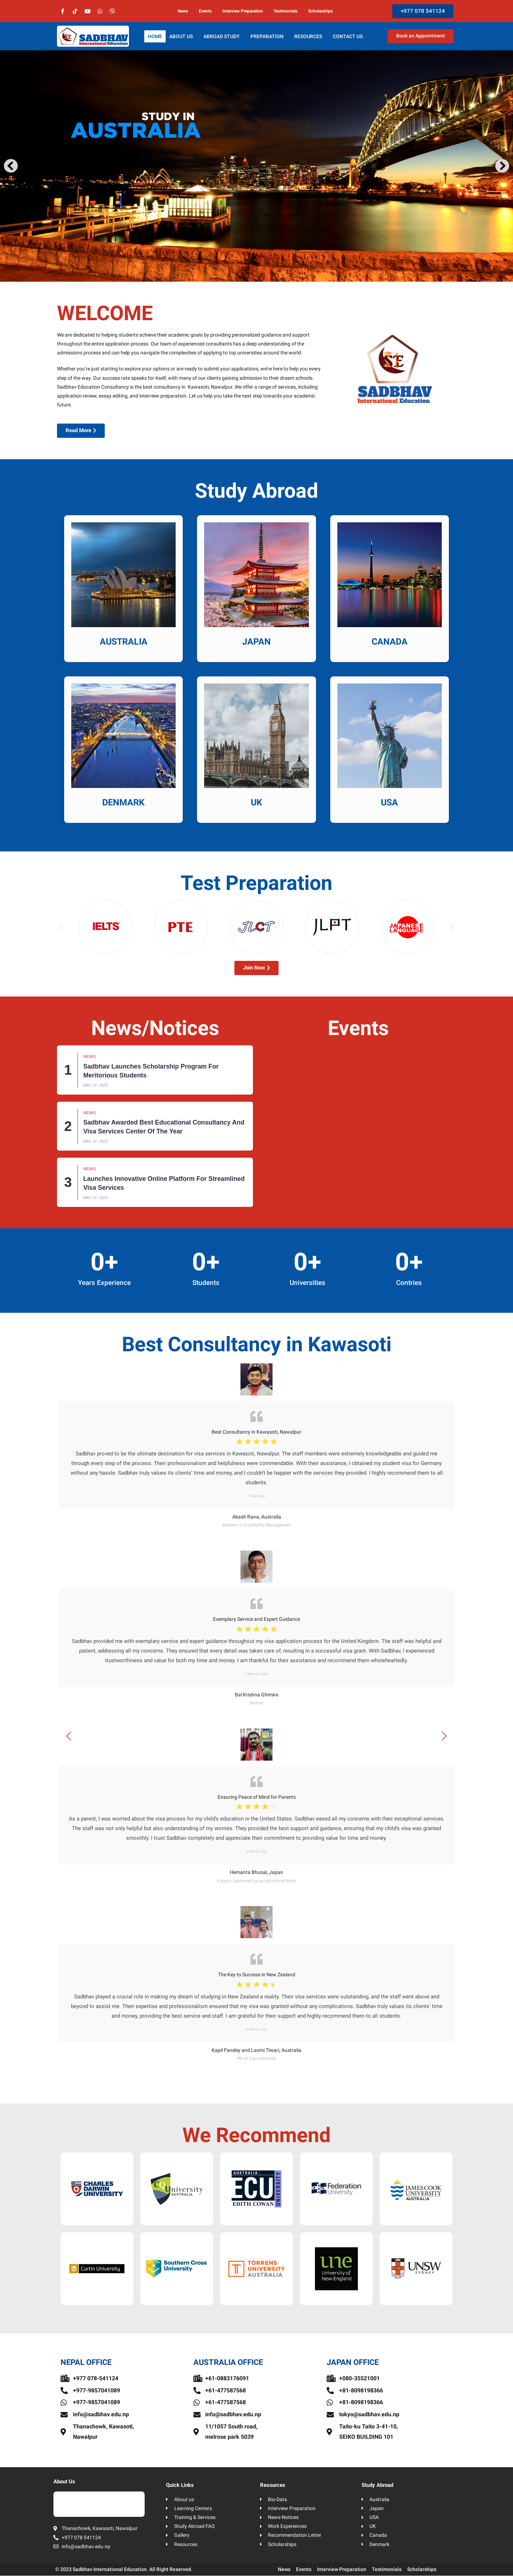 News Events Interview Preparation Testimonials Scholarships +977 078 541124
SADBHAV
International Education
HOME ABOUT US ABROAD STUDY PREPARATION RESOURCES CONTACT US Book an Appointment
STUDY IN
AUSTRALIA
WELCOME
We are dedicated to helping students achieve their academic goals by providing personalized guidance and support
throughout the entire application process. Our team of experienced consultants has a deep understanding of the
admissions process and can help you navigate the complexities of applying to top universities around the world.
Whether you're just starting to explore your options or are ready to submit your applications, we're here to help you every
step of the way. Our success rate speaks for itself, with many of our clients gaining admission to their dream schools.
Sadbhav Education Consultancy is the best consultancy in Kawasoti, Nawalpur. We offer a range of services, including
application review, essay editing, and interview preparation. Let us help you take the next step towards your academic
future.
SADBHAV
International Education
Read More
Study Abroad
AUSTRALIA
JAPAN
CANADA
DENMARK
UK
USA
Test Preparation
IELTS
PTE
JLCT
JLPT
JAPANESE
LANGUAGE
Join Now
News/Notices
1
NEWS
Sadbhav Launches Scholarship Program For
Meritorious Students
MAY 27, 2023
2
NEWS
Sadbhav Awarded Best Educational Consultancy And
Visa Services Center Of The Year
MAY 27, 2023
3
NEWS
Launches Innovative Online Platform For Streamlined
Visa Services
MAY 27, 2023
Events
0+
Years Experience
0+
Students
0+
Universities
0+
Contries
Best Consultancy in Kawasoti
Best Consultancy in Kawasoti, Nawalpur
Sadbhav proved to be the ultimate destination for visa services in Kawasoti, Nawalpur. The staff members were extremely knowledgeable and guided me
through every step of the process. Their professionalism and helpfulness were commendable. With their assistance, I obtained my student visa for Germany
without any hassle. Sadbhav truly values its clients' time and money, and I couldn't be happier with the services they provided. I highly recommend them to all
students.
Akash Rana, Australia
Masters in Hospitality Management
Exemplary Service and Expert Guidance
Sadbhav provided me with exemplary service and expert guidance throughout my visa application process for the United Kingdom. The staff was helpful and
patient, addressing all my concerns. They ensured that every detail was taken care of, resulting in a successful visa grant. With Sadbhav, I experienced
trustworthiness and value for both my time and money. I am thankful for their assistance and recommend them wholeheartedly.
Bal Krishna Ghimire
Sydney
Ensuring Peace of Mind for Parents
As a parent, I was worried about the visa process for my child's education in the United States. Sadbhav eased all my concerns with their exceptional services.
The staff was not only helpful but also understanding of my worries. They provided the best support and guidance, ensuring that my child's visa was granted
smoothly. I trust Sadbhav completely and appreciate their commitment to providing value for time and money.
Hemanta Bhusal, Japan
The Key to Success in New Zealand
Sadbhav played a crucial role in making my dream of studying in New Zealand a reality. Their visa services were outstanding, and the staff went above and
beyond to assist me. Their expertise and professionalism ensured that my visa was granted without any complications. Sadbhav truly values its clients' time
and money, providing the best service and staff. I am grateful for their support and highly recommend them to all students.
Kapil Pandey and Laxmi Tiwari, Australia
We Recommend
CHARLES
DARWIN
UNIVERSITY
CQUniversity
AUSTRALIA
AUSTRALIA
ECU
EDITH COWAN
UNIVERSITY
Federation
University
JAMES COOK
UNIVERSITY
AUSTRALIA
Curtin University
Southern Cross
University
TORRENS
UNIVERSITY
AUSTRALIA
une
University of
New England
UNSW
SYDNEY
NEPAL OFFICE
+977 078-541124
+977-9857041089
+977-9857041089
info@sadbhav.edu.np
Thanachowk, Kawasoti,
Nawalpur
AUSTRALIA OFFICE
+61-0883176091
+61-477587568
+61-477587568
info@sadbhav.edu.np
11/1057 South road,
melrose park 5039
JAPAN OFFICE
+080-35521001
+81-8098198366
+81-8098198366
tokyo@sadbhav.edu.np
Taito-ku Taito 3-41-10,
SEIKO BUILDING 101
About Us
Thanachowk, Kawasoti, Nawalpur
+977 078 541124
info@sadbhav.edu.np
Quick Links
About us
Learning Centers
Training & Services
Study Abroad FAQ
Gallery
Resources
Resources
Bio-Data
Interview Preparation
News-Notices
Work Experiences
Recommendation Letter
Scholarships
Study Abroad
Australia
Japan
USA
UK
Canada
Denmark
© 2023 Sadbhav International Education. All Right Reserved.
News Events Interview Preparation Testimonials Scholarships